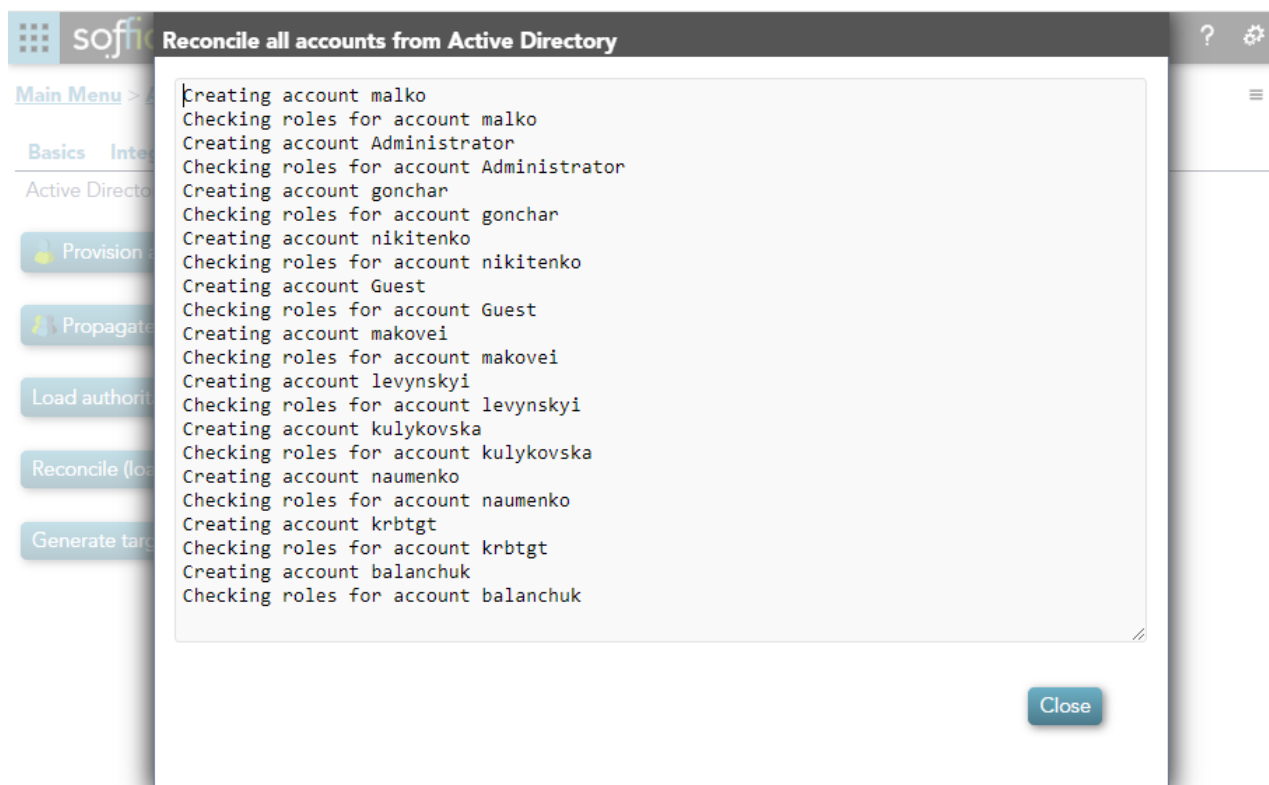 soffi
Reconcile all accounts from Active Directory
?
Main Menu >
Basics
Active Directo
Provision
Propagate
Load authorit
Reconcile (loa
Generate targ
Creating account malko
Checking roles for account malko
Creating account Administrator
Checking roles for account Administrator
Creating account gonchar
Checking roles for account gonchar
Creating account nikitenko
Checking roles for account nikitenko
Creating account Guest
Checking roles for account Guest
Creating account makovei
Checking roles for account makovei
Creating account levynskyi
Checking roles for account levynskyi
Creating account kulykovska
Checking roles for account kulykovska
Creating account naumenko
Checking roles for account naumenko
Creating account krbtgt
Checking roles for account krbtgt
Creating account balanchuk
Checking roles for account balanchuk
Close